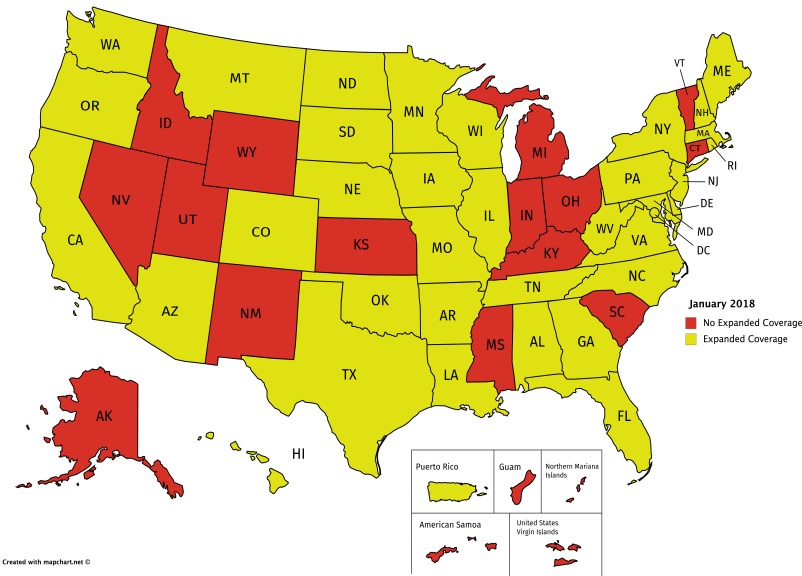 WA
MT
ND
MN
VT
ME
OR
ID
SD
WI
NH
NY
MA
WY
MI
CT
RI
IA
PA
NJ
NE
NV
UT
CO
IL
IN
OH
DE
WV
MD
CA
KS
MO
KY
VA
DC
TN
NC
AZ
NM
OK
AR
SC
January 2018
No Expanded Coverage
Expanded Coverage
MS
AL
GA
TX
LA
AK
FL
HI
Puerto Rico
Guam
Northern Mariana
Islands
American Samoa
United States
Virgin Islands
Created with mapchart.net ©